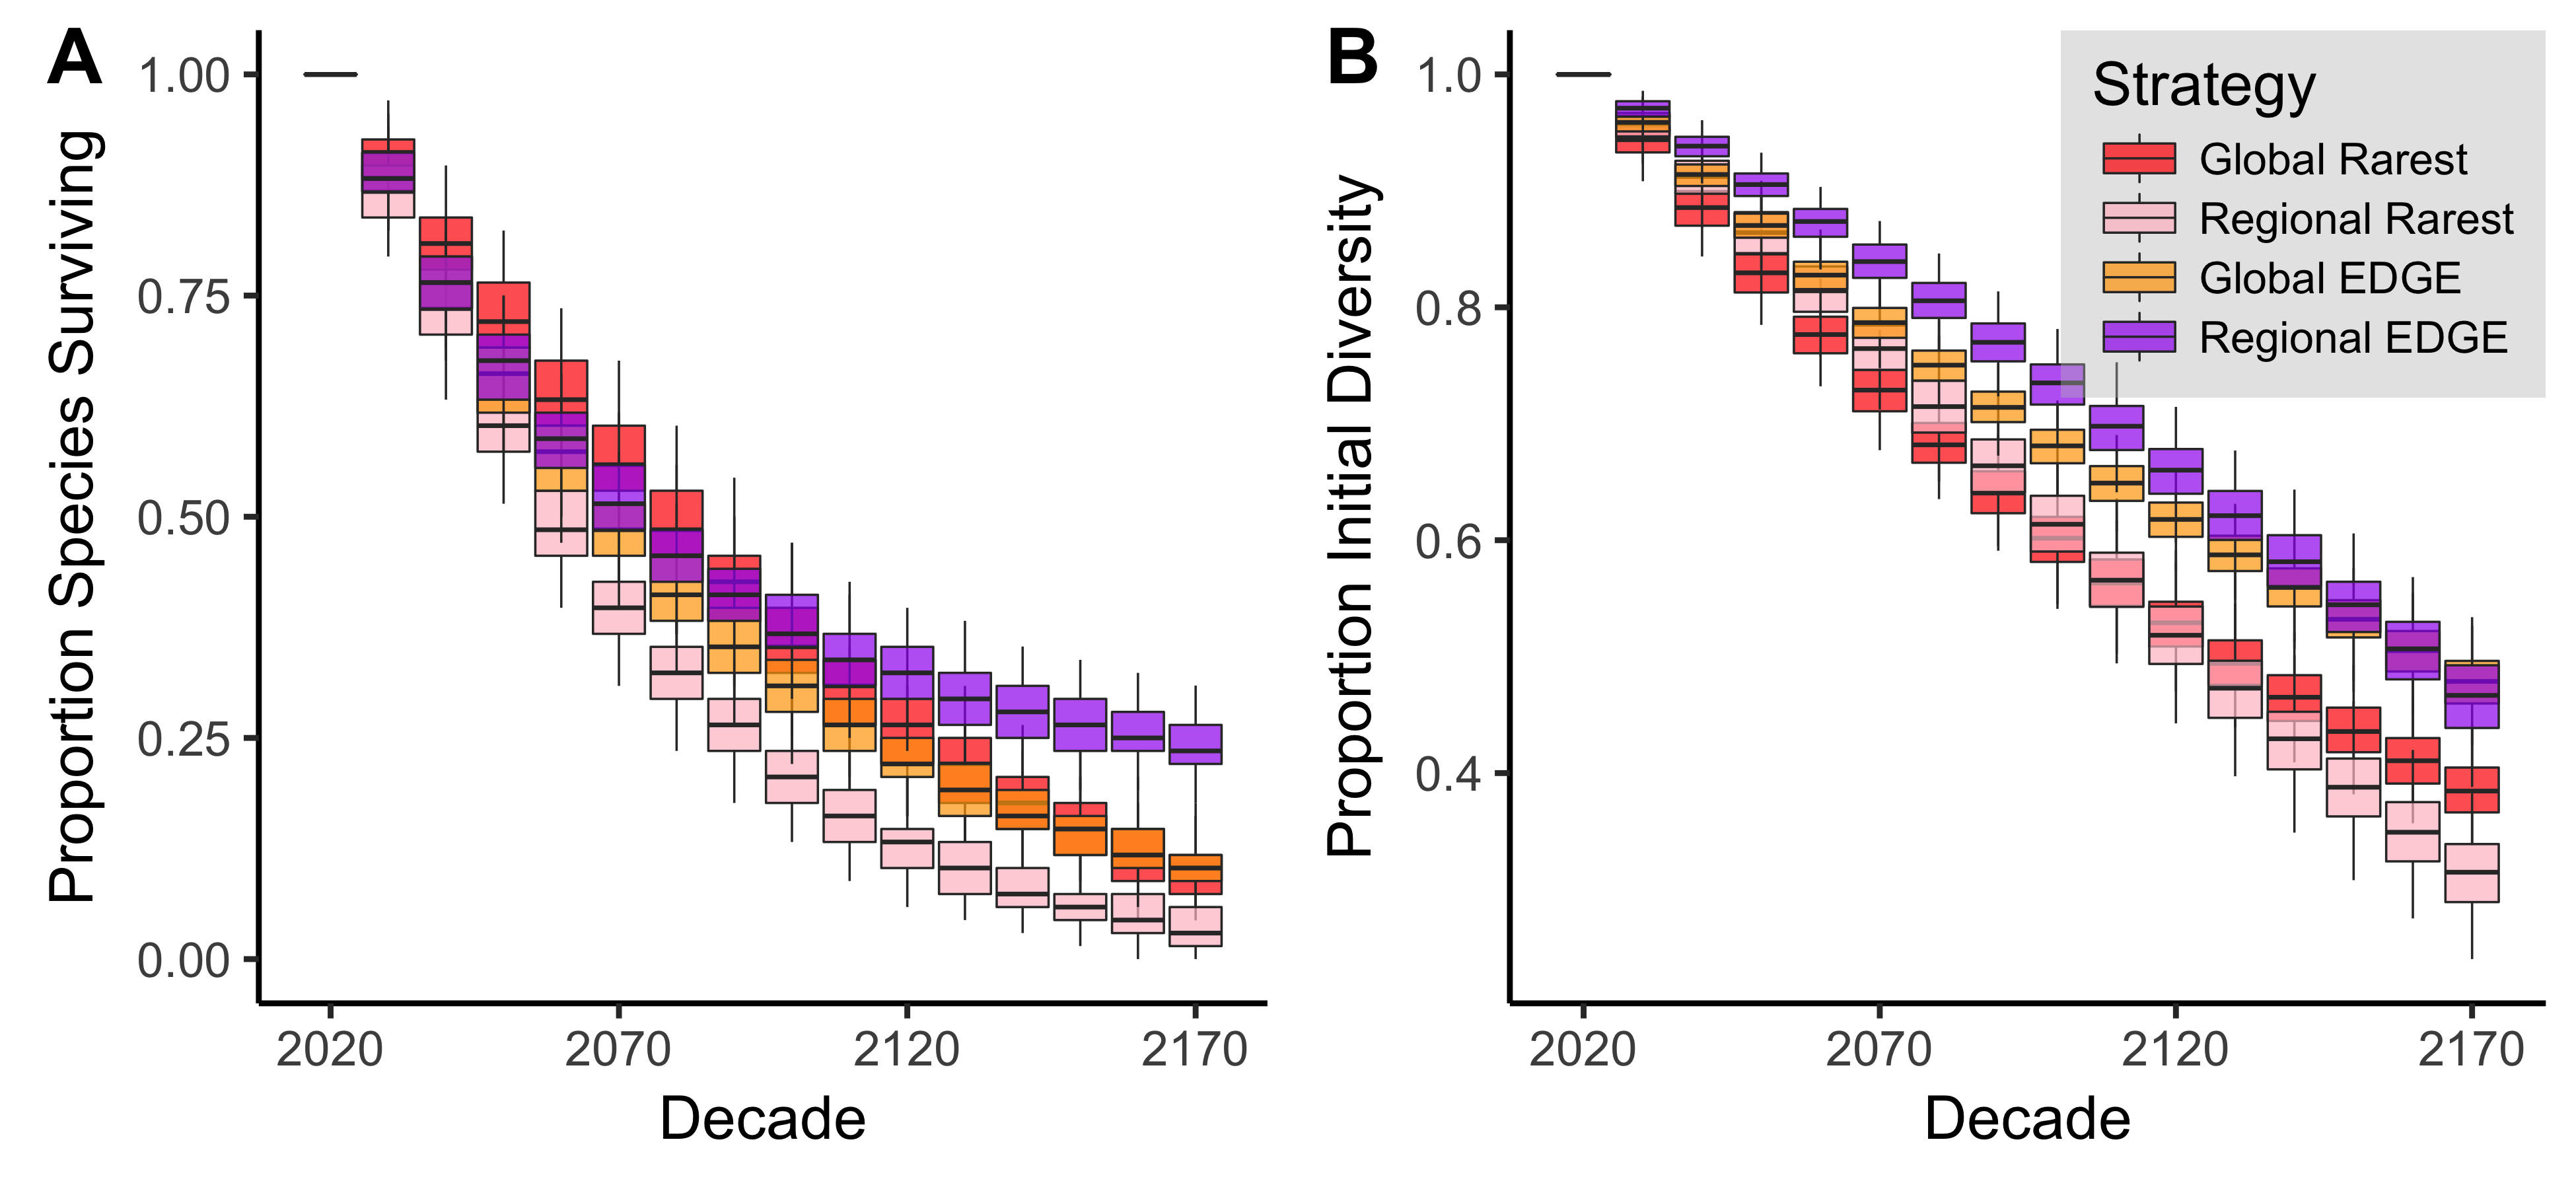 A
Proportion Species Surviving
1.00
0.75
0.50
0.25
0.00
2020 2070 2120 2170
Decade
B
Proportion Initial Diversity
1.0
0.8
0.6
0.4
2020 2070 2120 2170
Decade
Strategy
Global Rarest
Regional Rarest
Global EDGE
Regional EDGE